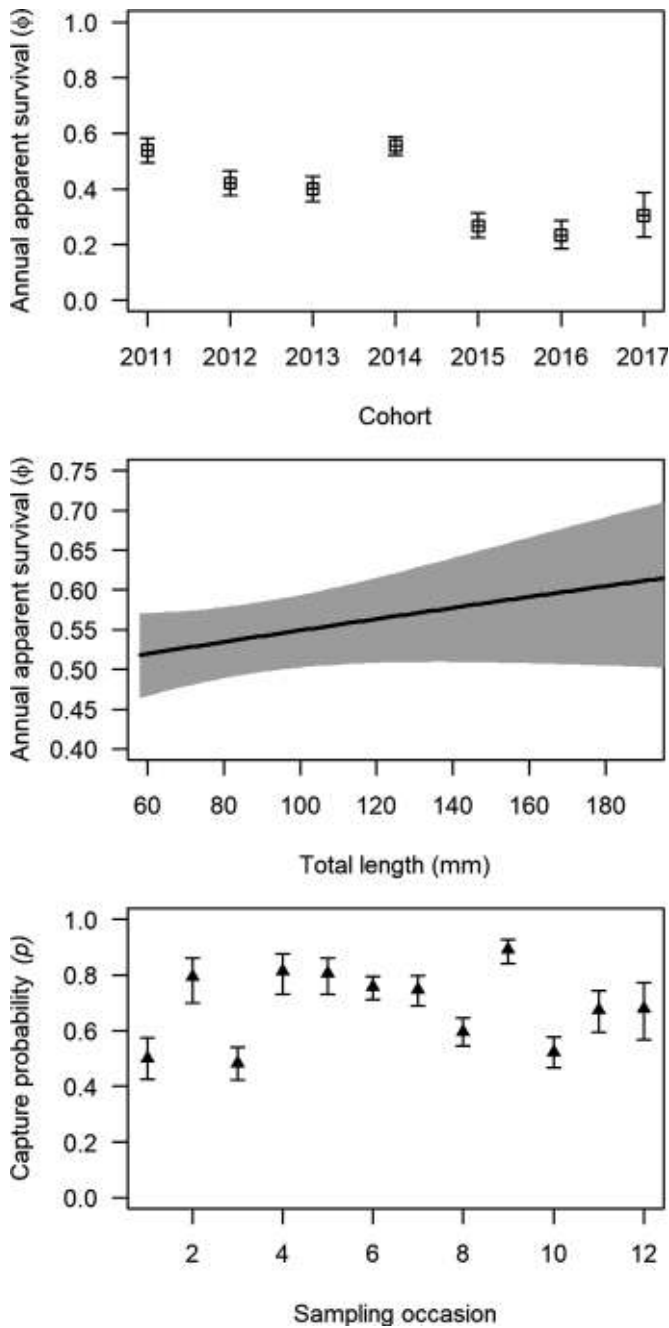 Annual apparent survival (ϕ)
1.0
0.8
0.6
0.4
0.2
0.0
2011 2012 2013 2014 2015 2016 2017
Cohort
Annual apparent survival (ϕ)
0.75
0.70
0.65
0.60
0.55
0.50
0.45
0.40
60 80 100 120 140 160 180
Total length (mm)
Capture probability (p)
1.0
0.8
0.6
0.4
0.2
0.0
2 4 6 8 10 12
Sampling occasion